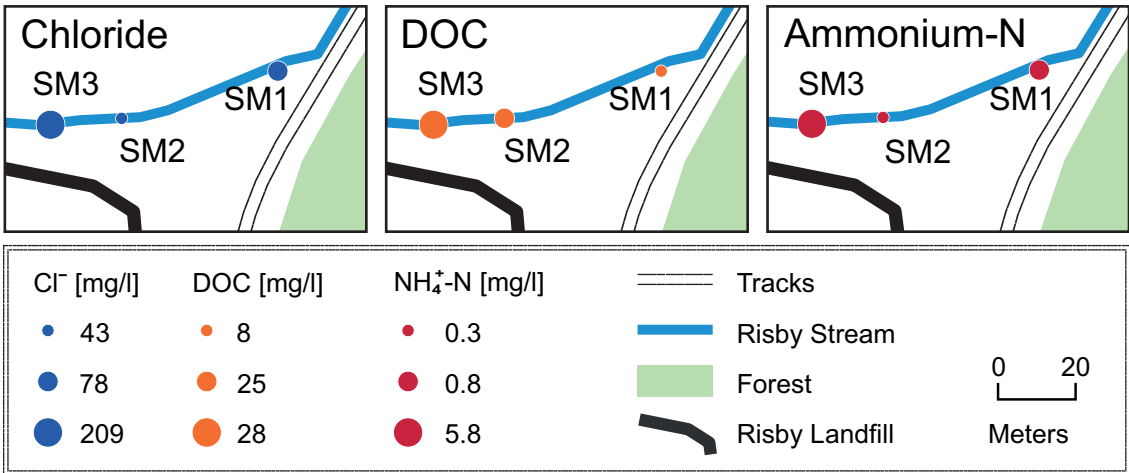 Chloride
SM3
SM1
SM2
DOC
SM3
SM1
SM2
Ammonium-N
SM3
SM1
SM2
Cl⁻ [mg/l]
43
78
209
DOC [mg/l]
8
25
28
NH₄⁺-N [mg/l]
0.3
0.8
5.8
Tracks
Risby Stream
Forest
Risby Landfill
0 20
Meters